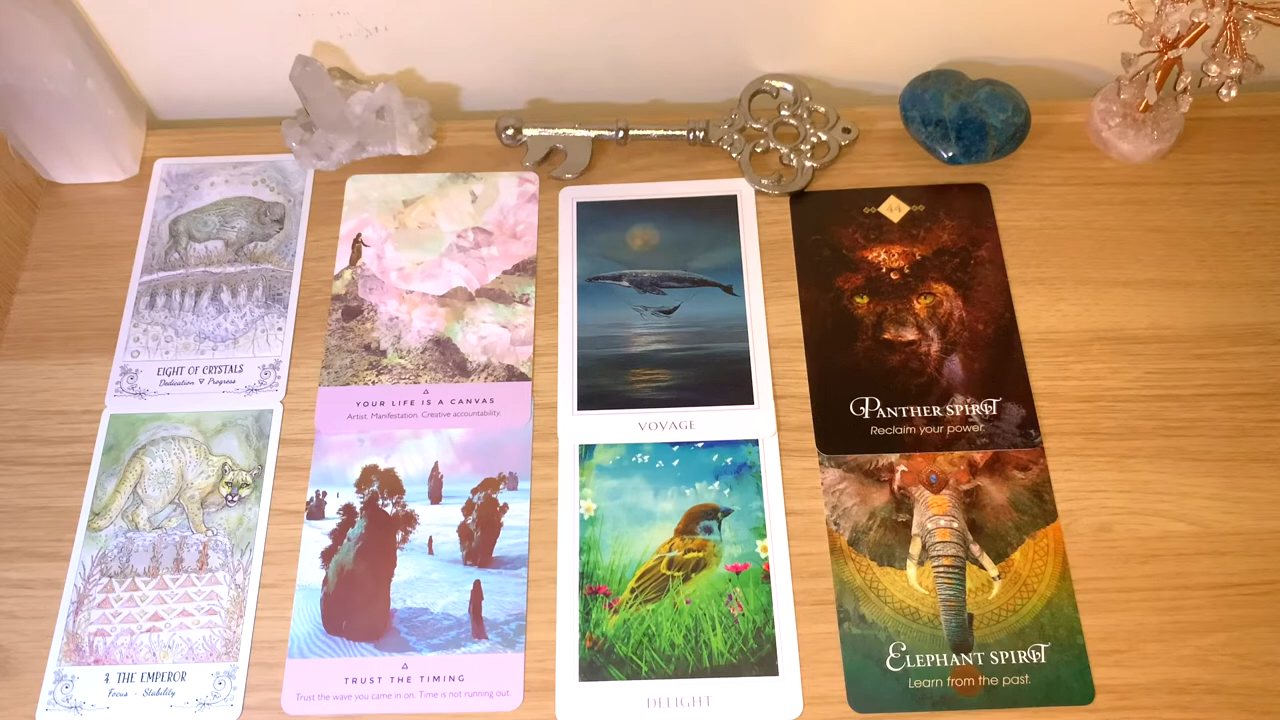 EIGHT OF CRYSTALS
Dedication ∇ Progress
4 THE EMPEROR
Focus - Stability
YOUR LIFE IS A CANVAS
Artist. Manifestation. Creative accountability.
TRUST THE TIMING
Trust the wave you came in on. Time is not running out.
VOYAGE
DELIGHT
44
PANTHER SPIRIT
Reclaim your power.
ELEPHANT SPIRIT
Learn from the past.